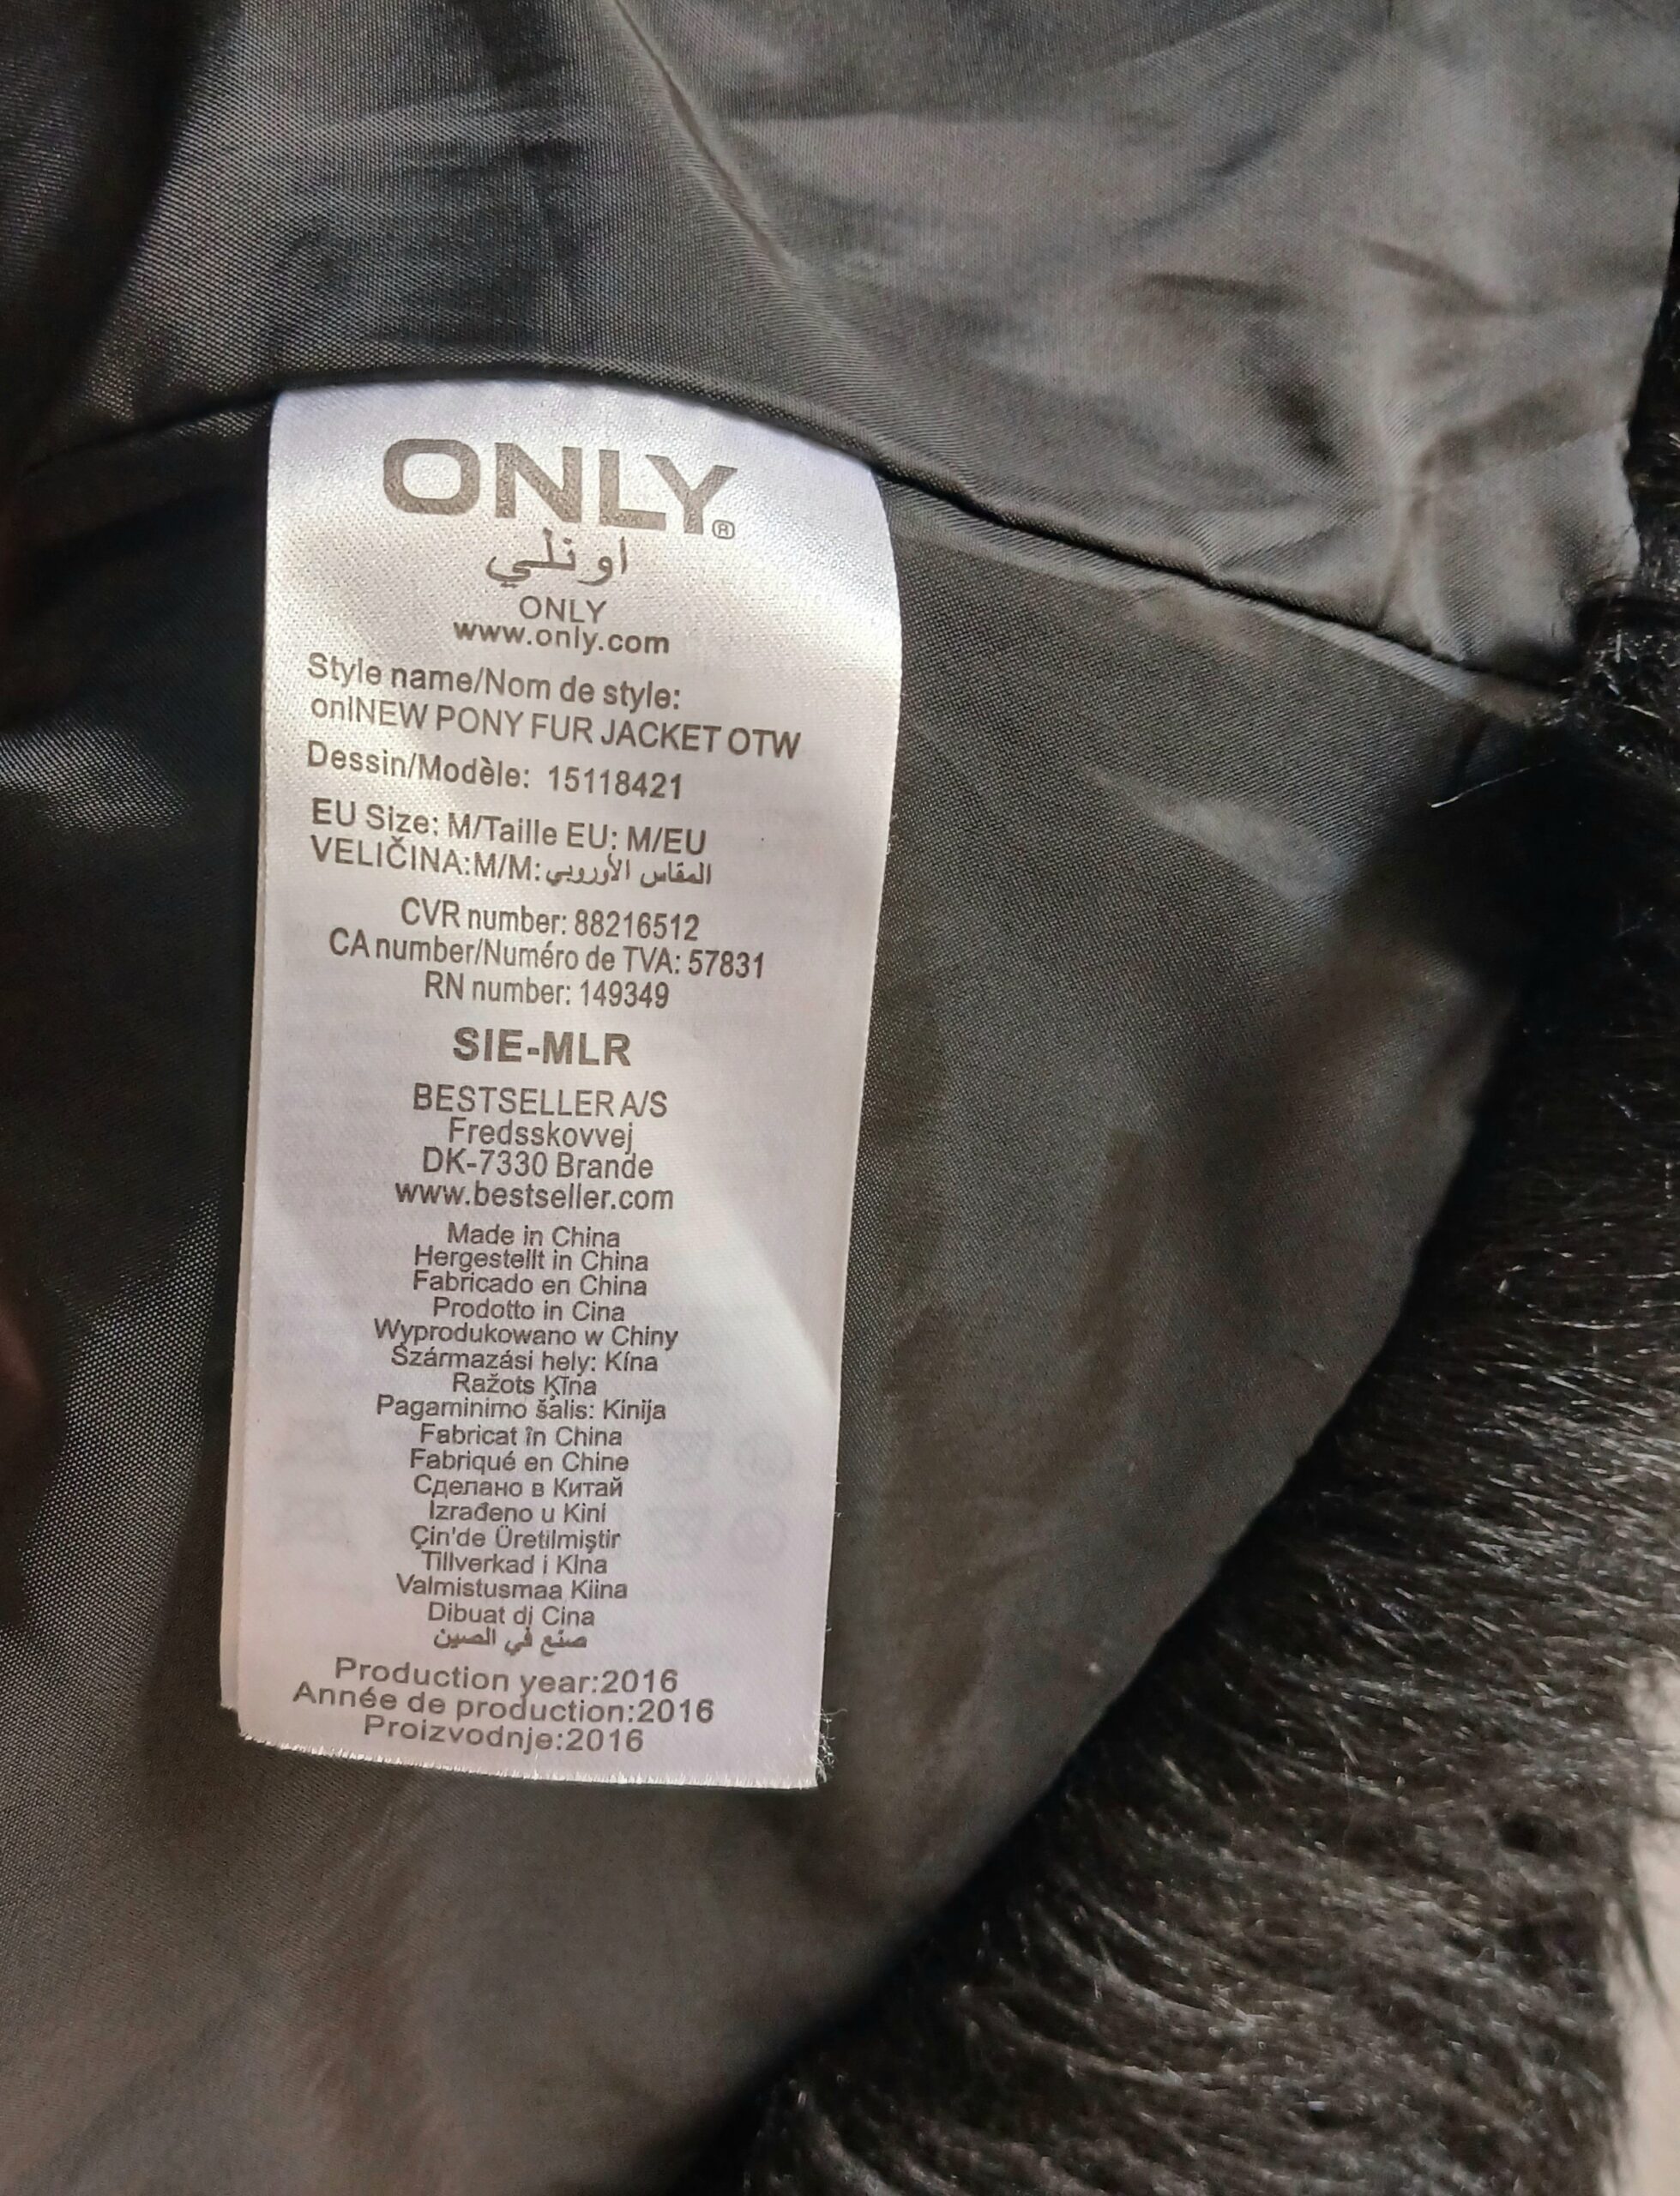 ONLY®
اونلي
ONLY
www.only.com
Style name/Nom de style:
onlNEW PONY FUR JACKET OTW
Dessin/Modèle: 15118421
EU Size: M/Taille EU: M/EU
VELIČINA:M/M: المقاس الأوروبي
CVR number: 88216512
CA number/Numéro de TVA: 57831
RN number: 149349
SIE-MLR
BESTSELLER A/S
Fredsskovvej
DK-7330 Brande
www.bestseller.com
Made in China
Hergestellt in China
Fabricado en China
Prodotto in Cina
Wyprodukowano w Chiny
Származási hely: Kína
Ražots Ķīna
Pagaminimo šalis: Kinija
Fabricat în China
Fabriqué en Chine
Сделано в Китай
Izrađeno u Kini
Çin'de Üretilmiştir
Tillverkad i Kina
Valmistusmaa Kiina
Dibuat di Cina
صنع في الصين
Production year:2016
Année de production:2016
Proizvodnje:2016